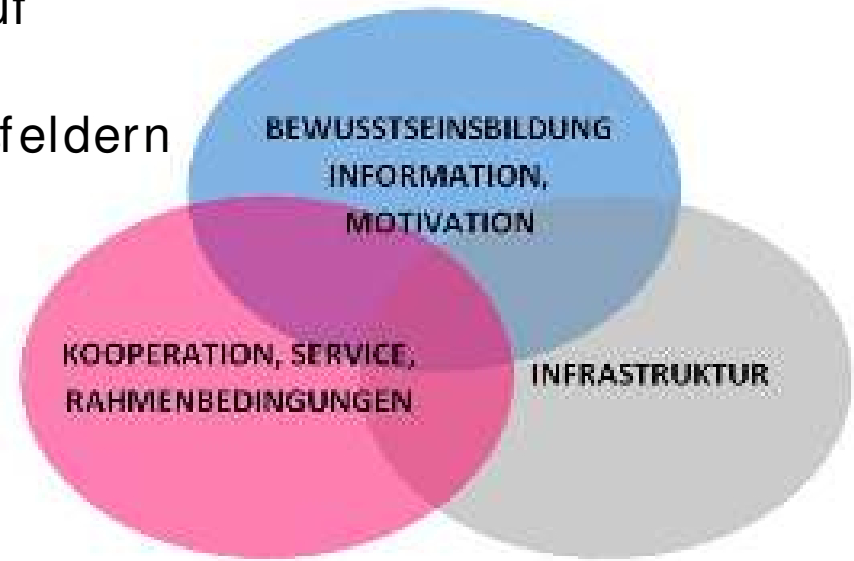 feldern
BEWUSSTSEINSBILDUNG
INFORMATION,
MOTIVATION
KOOPERATION, SERVICE,
RAHMENBEDINGUNGEN
INFRASTRUKTUR